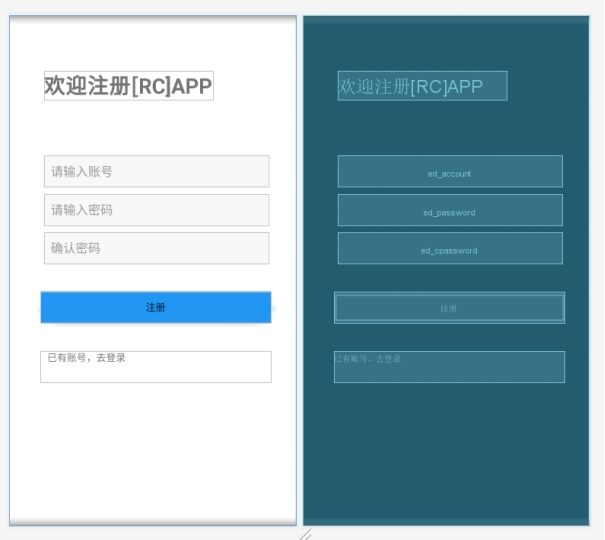 欢迎注册[RC]APP
请输入账号
请输入密码
确认密码
注册
已有账号，去登录
欢迎注册[RC]APP
ed_account
ed_password
ed_cpassword
注册
已有账号，去登录